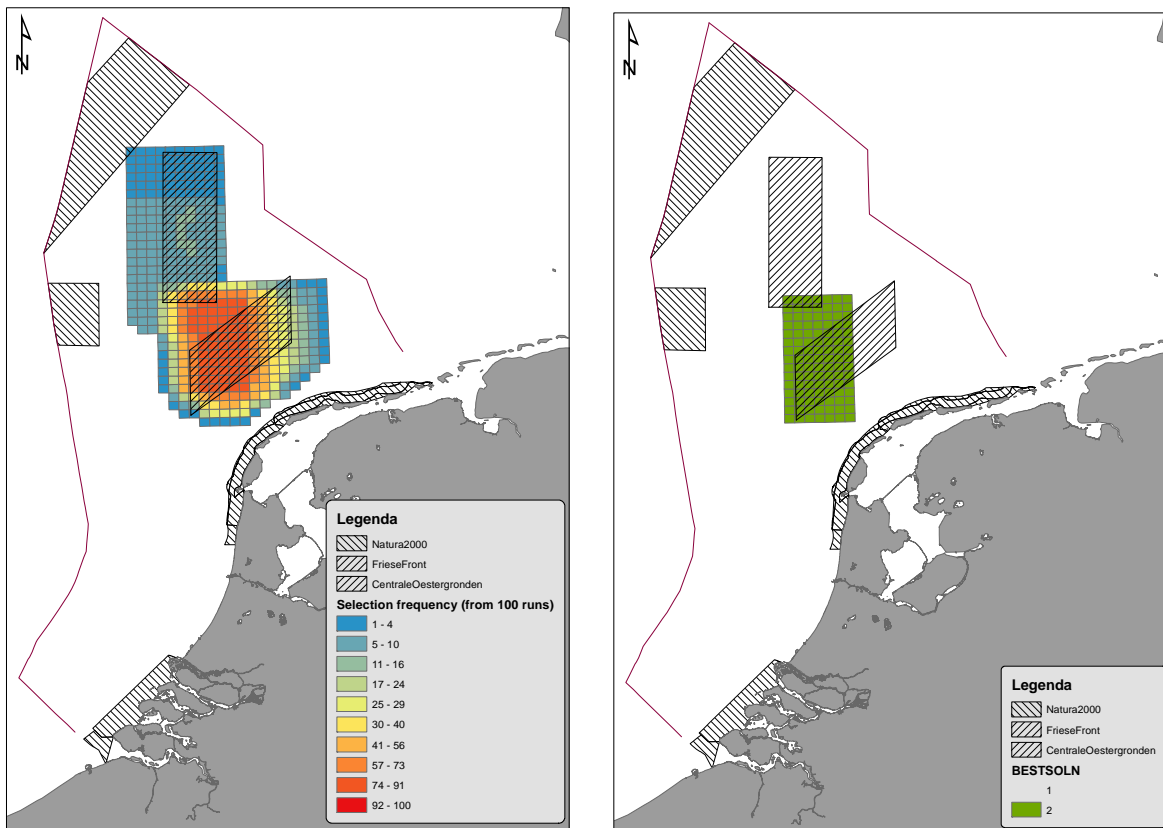 N
Legenda
Natura2000
FrieseFront
CentraleOestergronden
Selection frequency (from 100 runs)
1 - 4
5 - 10
11 - 16
17 - 24
25 - 29
30 - 40
41 - 56
57 - 73
74 - 91
92 - 100
N
Legenda
Natura2000
FrieseFront
CentraleOestergronden
BESTSOLN
1
2